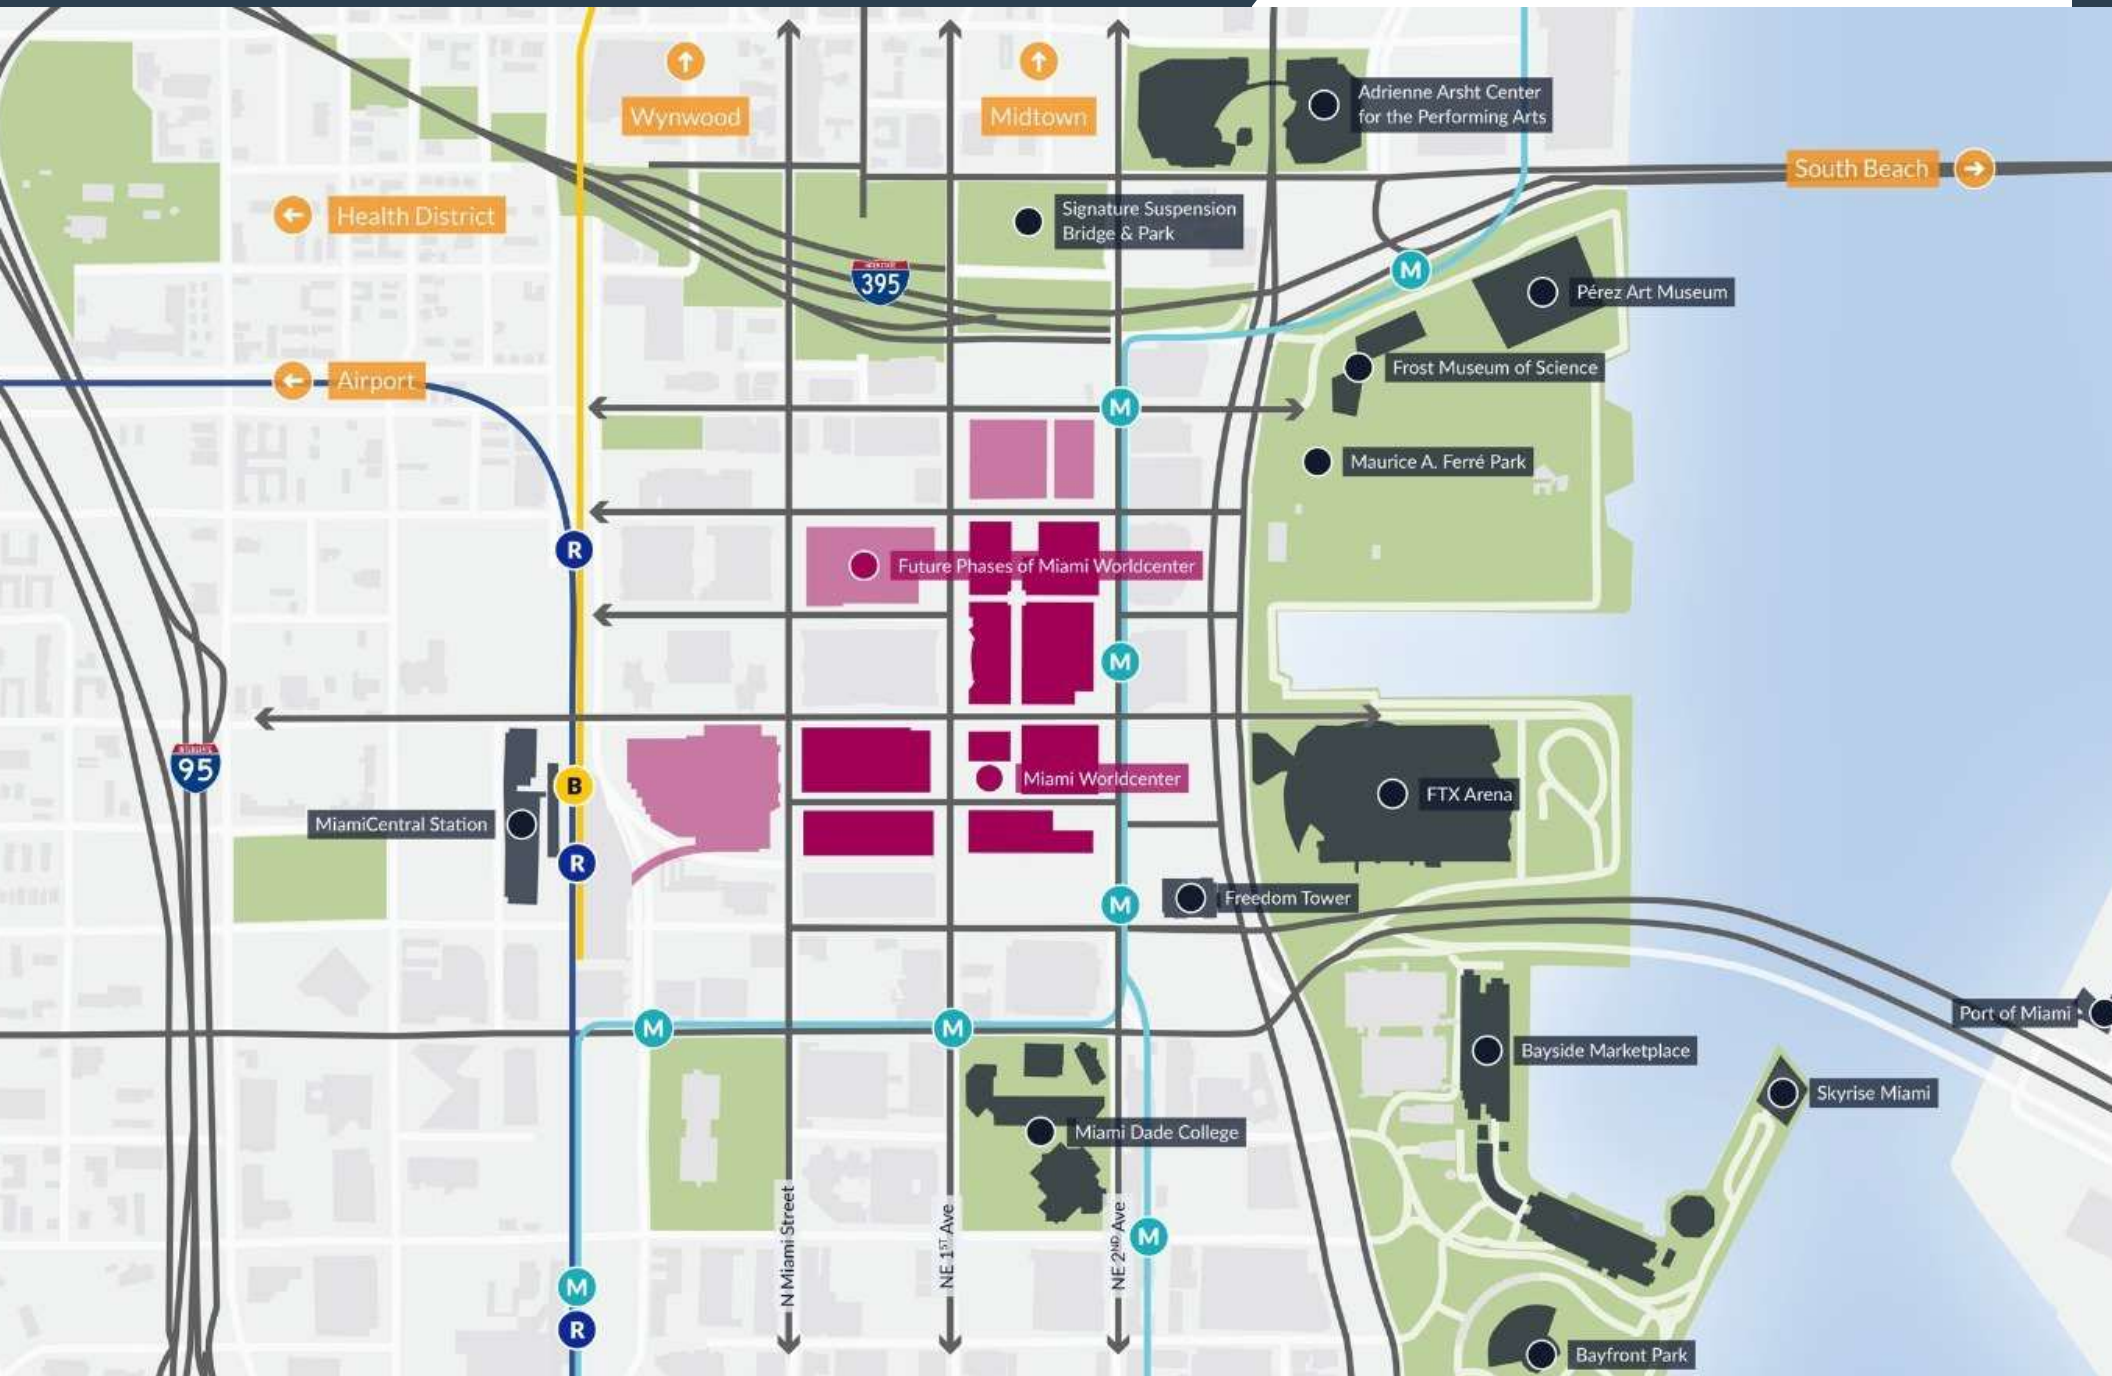 Wynwood
Midtown
Adrienne Arsht Center
for the Performing Arts
South Beach
Health District
Signature Suspension
Bridge & Park
M
INTERSTATE
395
Pérez Art Museum
Airport
Frost Museum of Science
M
Maurice A. Ferré Park
R
Future Phases of Miami Worldcenter
M
INTERSTATE
95
B
Miami Worldcenter
FTX Arena
MiamiCentral Station
R
M
Freedom Tower
M
M
Port of Miami
Bayside Marketplace
Skyrise Miami
Miami Dade College
N Miami Street
NE 1ST Ave
NE 2ND Ave
M
M
R
Bayfront Park